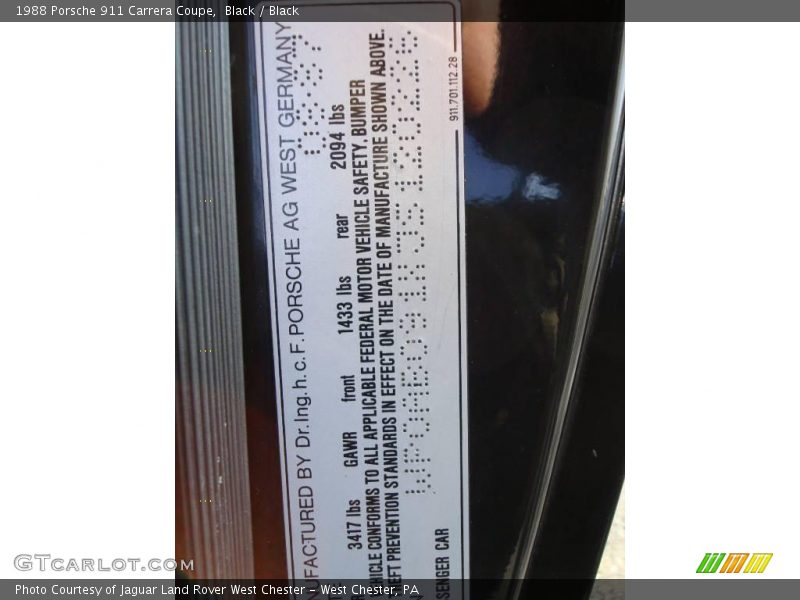 1988 Porsche 911 Carrera Coupe, Black / Black
NUFACTURED BY Dr.Ing.h.c.F.PORSCHE AG WEST GERMANY
3417 lbs GAWR front 1433 lbs rear 2094 lbs
HICLE CONFORMS TO ALL APPLICABLE FEDERAL MOTOR VEHICLE SAFETY, BUMPER
HEFT PREVENTION STANDARDS IN EFFECT ON THE DATE OF MANUFACTURE SHOWN ABOVE.
SENGER CAR
911.701.112.28
GTcarlot.com
Photo Courtesy of Jaguar Land Rover West Chester - West Chester, PA